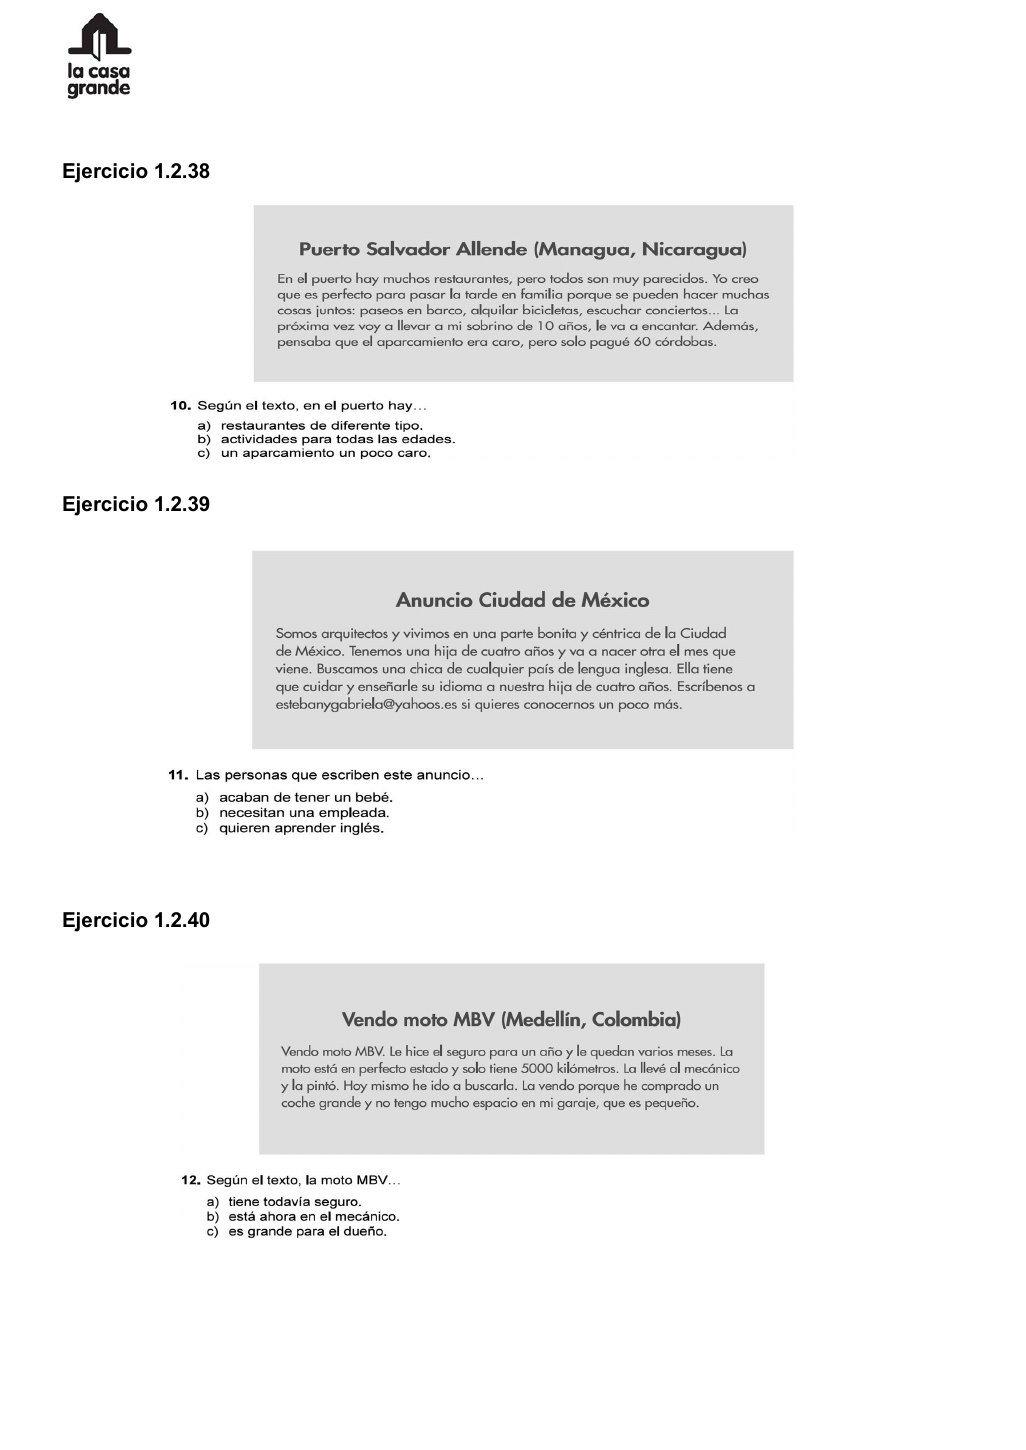 la casa
grande
Ejercicio 1.2.38
Puerto Salvador Allende (Managua, Nicaragua)
En el puerto hay muchos restaurantes, pero todos son muy parecidos. Yo creo
que es perfecto para pasar la tarde en familia porque se pueden hacer muchas
cosas juntos: paseos en barco, alquilar bicicletas, escuchar conciertos... La
próxima vez voy a llevar a mi sobrino de 10 años, le va a encantar. Además,
pensaba que el aparcamiento era caro, pero solo pagué 60 córdobas.
10. Según el texto, en el puerto hay…
a) restaurantes de diferente tipo.
b) actividades para todas las edades.
c) un aparcamiento un poco caro.
Ejercicio 1.2.39
Anuncio Ciudad de México
Somos arquitectos y vivimos en una parte bonita y céntrica de la Ciudad
de México. Tenemos una hija de cuatro años y va a nacer otra el mes que
viene. Buscamos una chica de cualquier país de lengua inglesa. Ella tiene
que cuidar y enseñarle su idioma a nuestra hija de cuatro años. Escríbenos a
estebanygabriela@yahoos.es si quieres conocernos un poco más.
11. Las personas que escriben este anuncio…
a) acaban de tener un bebé.
b) necesitan una empleada.
c) quieren aprender inglés.
Ejercicio 1.2.40
Vendo moto MBV (Medellín, Colombia)
Vendo moto MBV. Le hice el seguro para un año y le quedan varios meses. La
moto está en perfecto estado y solo tiene 5000 kilómetros. La llevé al mecánico
y la pintó. Hoy mismo he ido a buscarla. La vendo porque he comprado un
coche grande y no tengo mucho espacio en mi garaje, que es pequeño.
12. Según el texto, la moto MBV…
a) tiene todavía seguro.
b) está ahora en el mecánico.
c) es grande para el dueño.